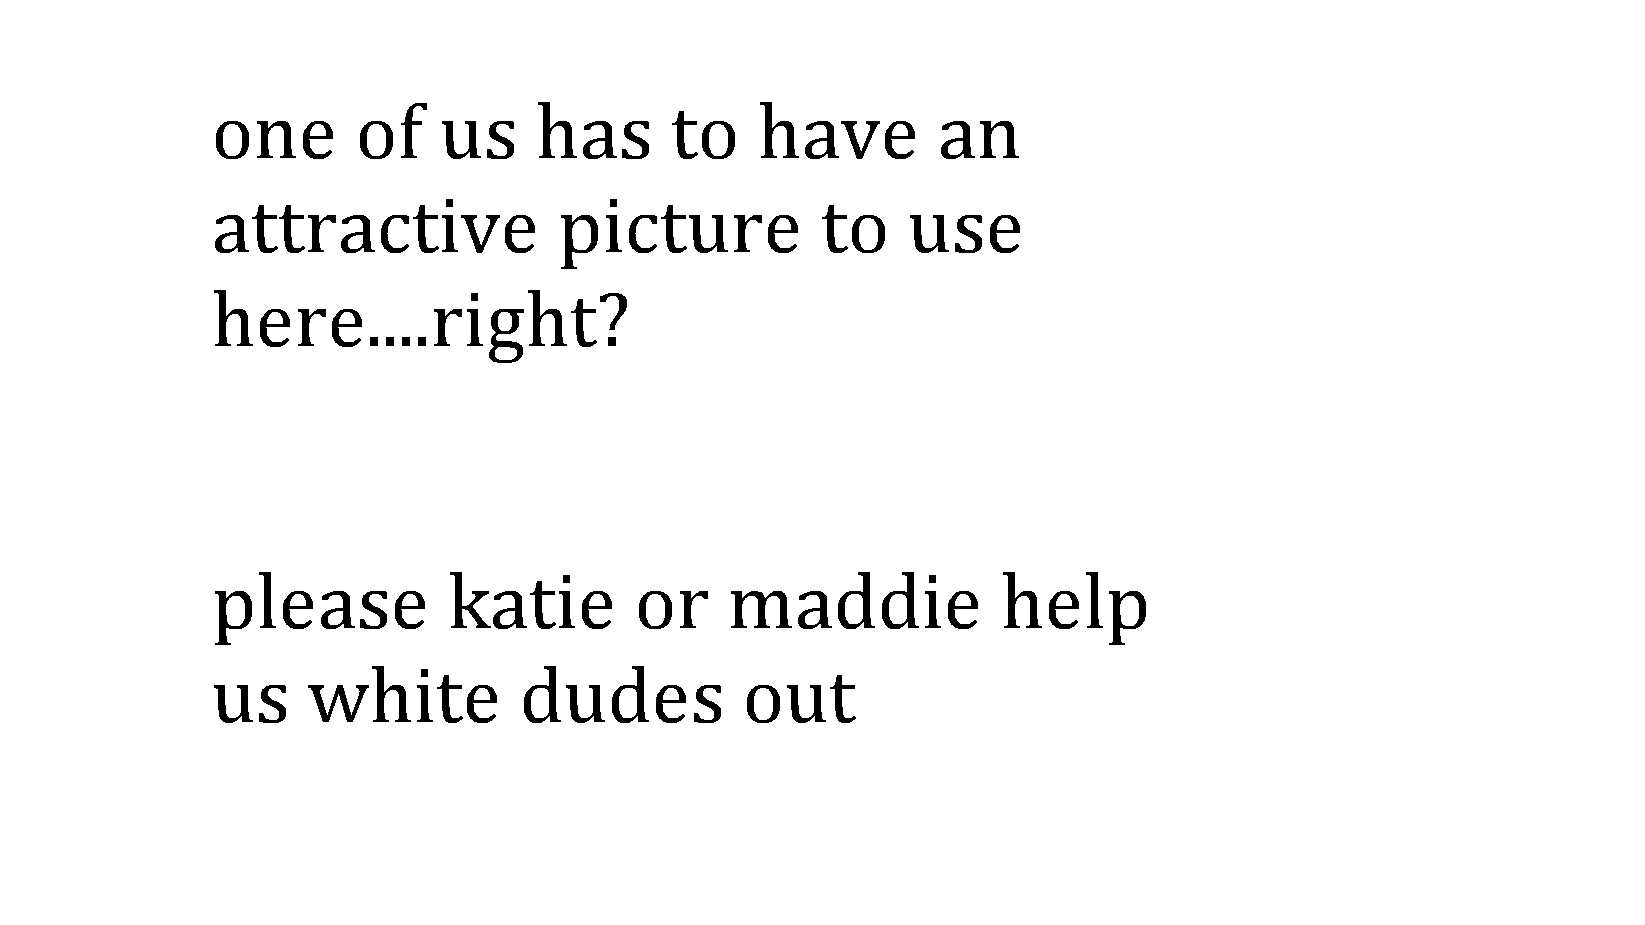 one of us has to have an
attractive picture to use
here....right?
please katie or maddie help
us white dudes out